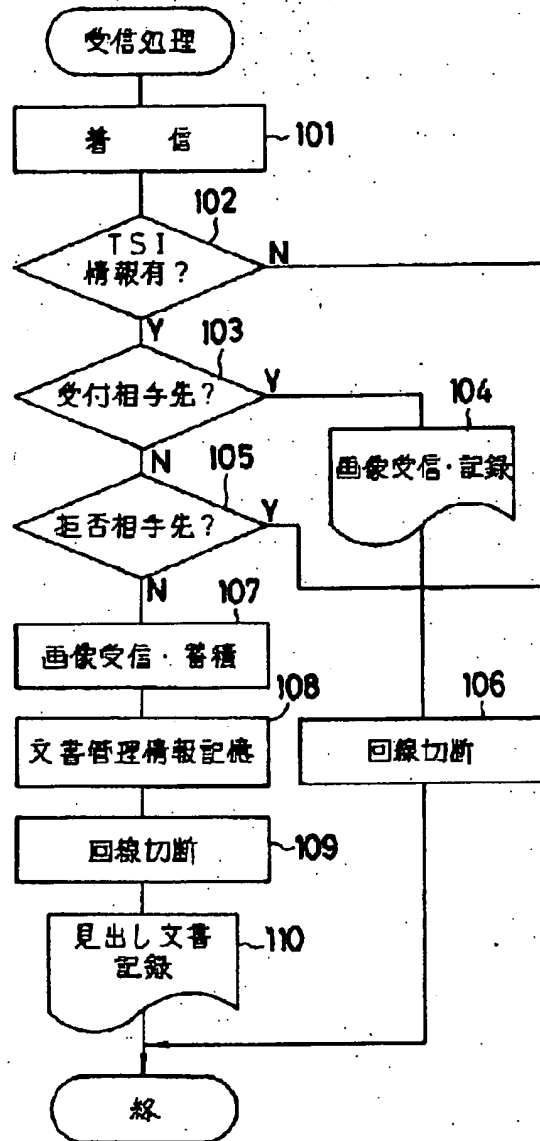 受信処理
着 信
101
102
TSI
情報有?
N
Y
103
受付相手先?
Y
104
画像受信・記録
N
105
拒否相手先?
Y
N
107
画像受信・蓄積
108
文書管理情報記憶
106
回線切断
回線切断
109
見出し文書
記録
110
終